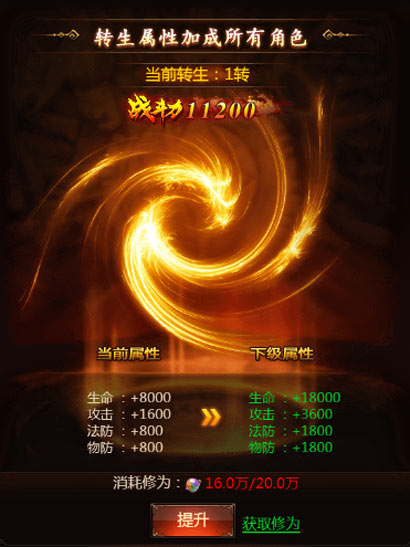 转生属性加成所有角色
当前转生：1转
战斗力11200
当前属性 下级属性
生命：+8000 生命：+18000
攻击：+1600 攻击：+3600
法防：+800 法防：+1800
物防：+800 物防：+1800
消耗修为：16.0万/20.0万
提升 获取修为